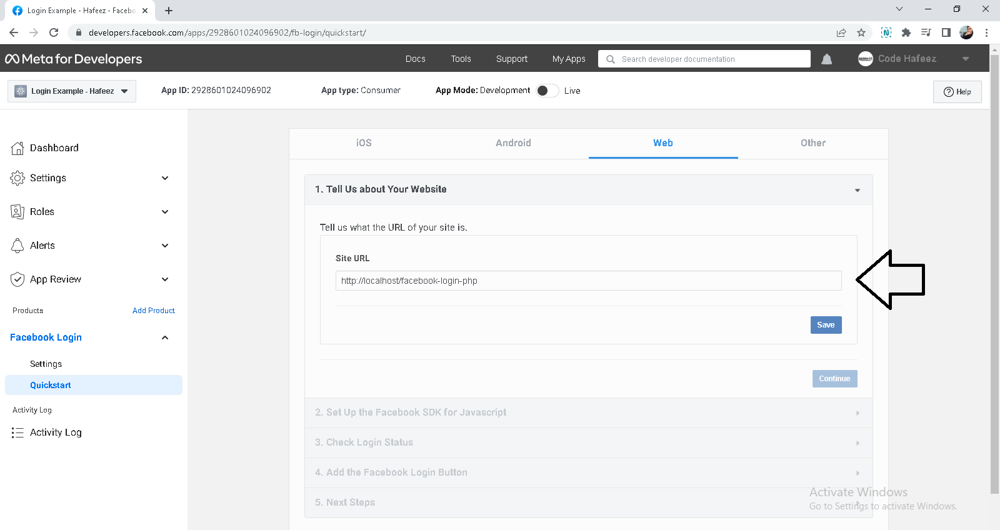 Login Example - Hafeez - Facebo
developers.facebook.com/apps/2928601024096902/fb-login/quickstart/
Meta for Developers
Docs
Tools
Support
My Apps
Search developer documentation
Code Hafeez
Login Example - Hafeez
App ID: 2928601024096902
App type: Consumer
App Mode: Development
Live
Help
Dashboard
Settings
Roles
Alerts
App Review
Products
Add Product
Facebook Login
Settings
Quickstart
Activity Log
Activity Log
iOS
Android
Web
Other
1. Tell Us about Your Website
Tell us what the URL of your site is.
Site URL
http://localhost/facebook-login-php
Save
Continue
2. Set Up the Facebook SDK for Javascript
3. Check Login Status
4. Add the Facebook Login Button
5. Next Steps
Activate Windows
Go to Settings to activate Windows.